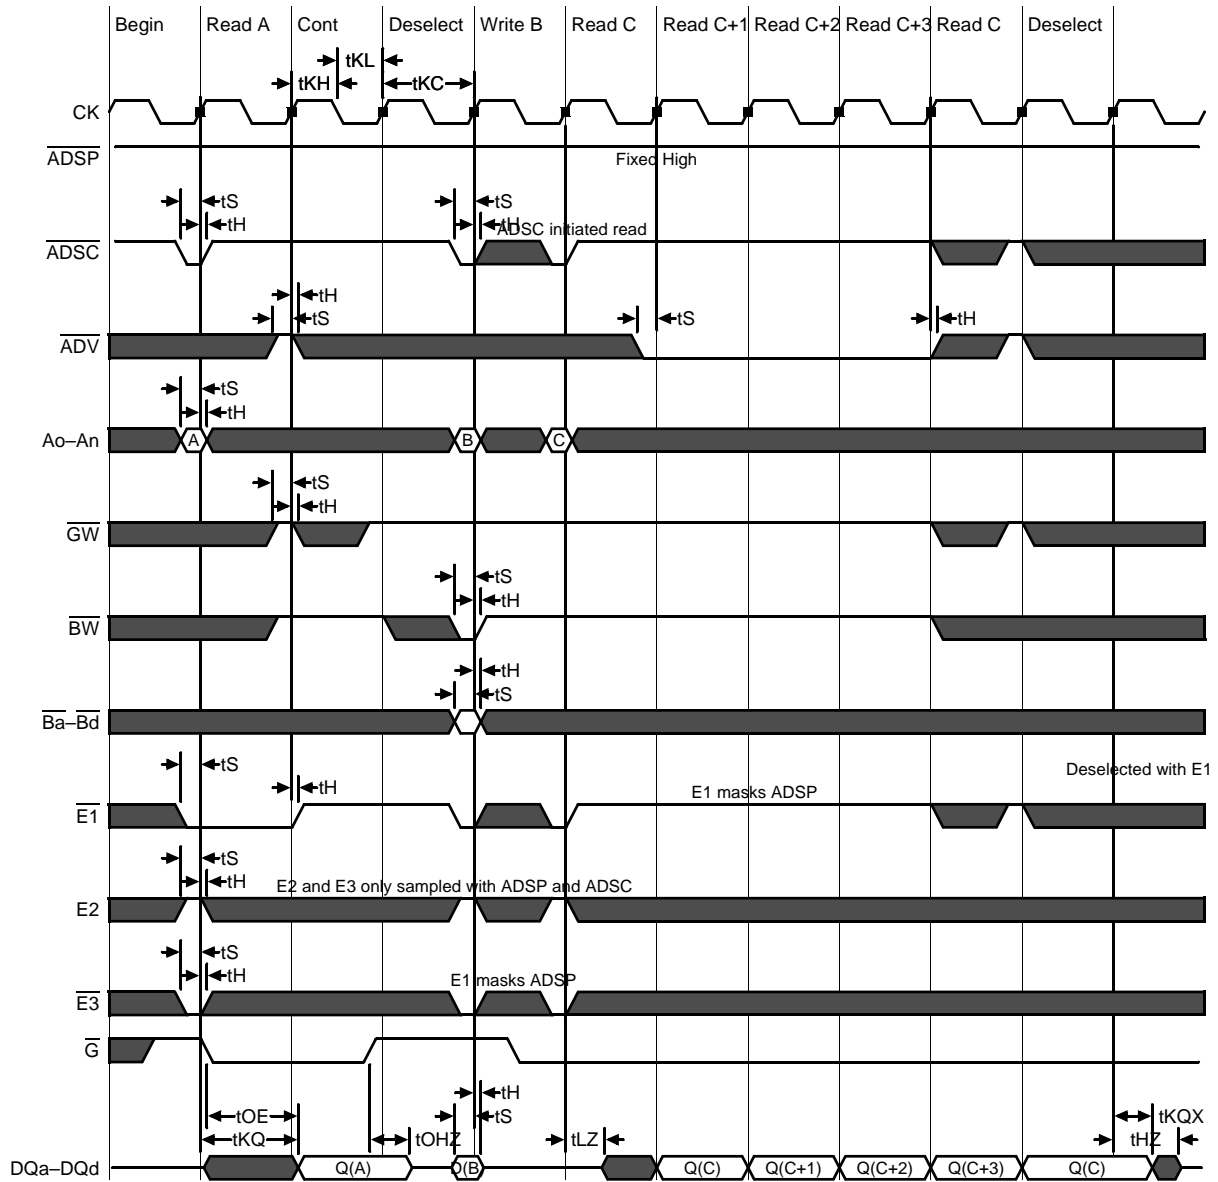 Begin Read A Cont Deselect Write B Read C Read C+1 Read C+2 Read C+3 Read C Deselect
tKL
tKH tKC
CK
ADSP
Fixed High
tS tS
tH tH
ADSC initiated read
ADSC
tH
tS tS tH
ADV
tS
tH
Ao–An A B C
tS
tH
GW
tS
tH
BW
tH
tS
Ba–Bd
tS Deselected with E1
tH
E1 masks ADSP
E1
tS
tH
E2 and E3 only sampled with ADSP and ADSC
E2
tS
tH
E1 masks ADSP
E3
G
tH
tOE tS tKQX
tKQ tOHZ tLZ tHZ
DQa–DQd Q(A) D(B Q(C) Q(C+1) Q(C+2) Q(C+3) Q(C)